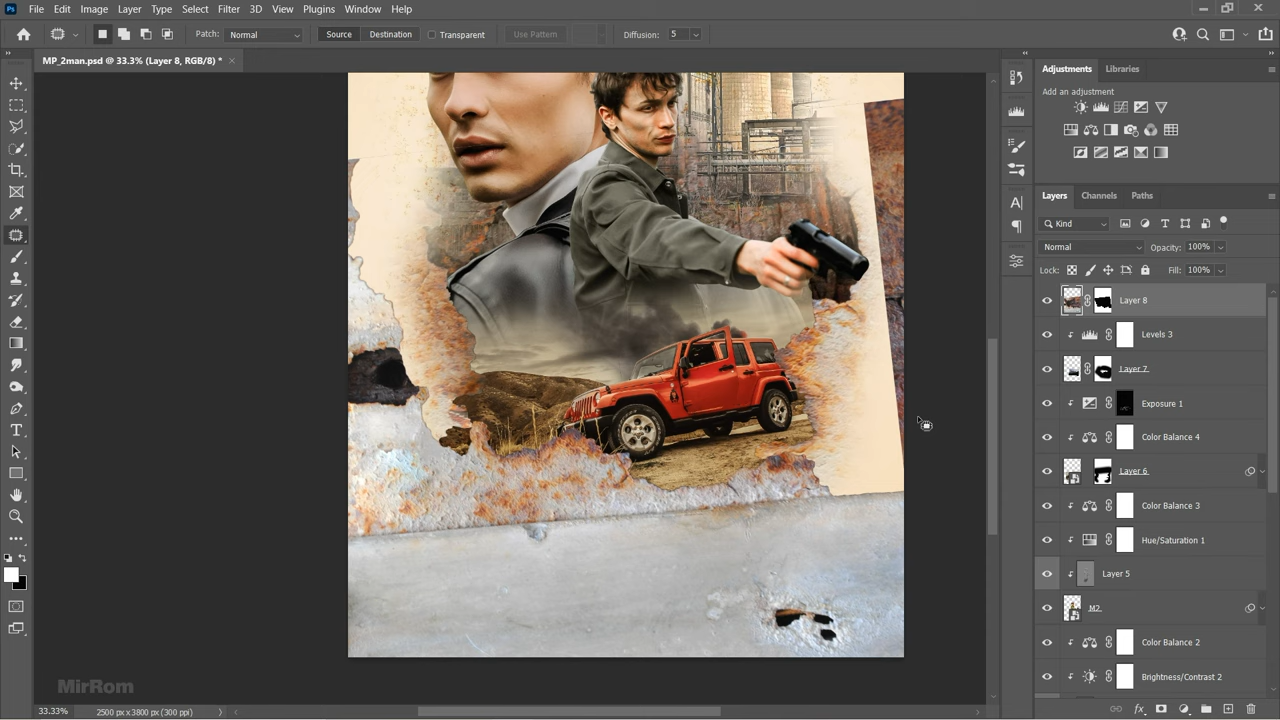 Ps File Edit Image Layer Type Select Filter 3D View Plugins Window Help
Patch: Normal Source Destination Transparent Use Pattern Diffusion: 5
MP_2man.psd @ 33.3% (Layer 8, RGB/8) *
Adjustments Libraries
Add an adjustment
Layers Channels Paths
Kind
Normal Opacity: 100%
Lock: Fill: 100%
Layer 8
Levels 3
Layer 7
Exposure 1
Color Balance 4
Layer 6
Color Balance 3
Hue/Saturation 1
Layer 5
M2
Color Balance 2
Brightness/Contrast 2
MirRom
33.33% 2500 px x 3800 px (300 ppi)